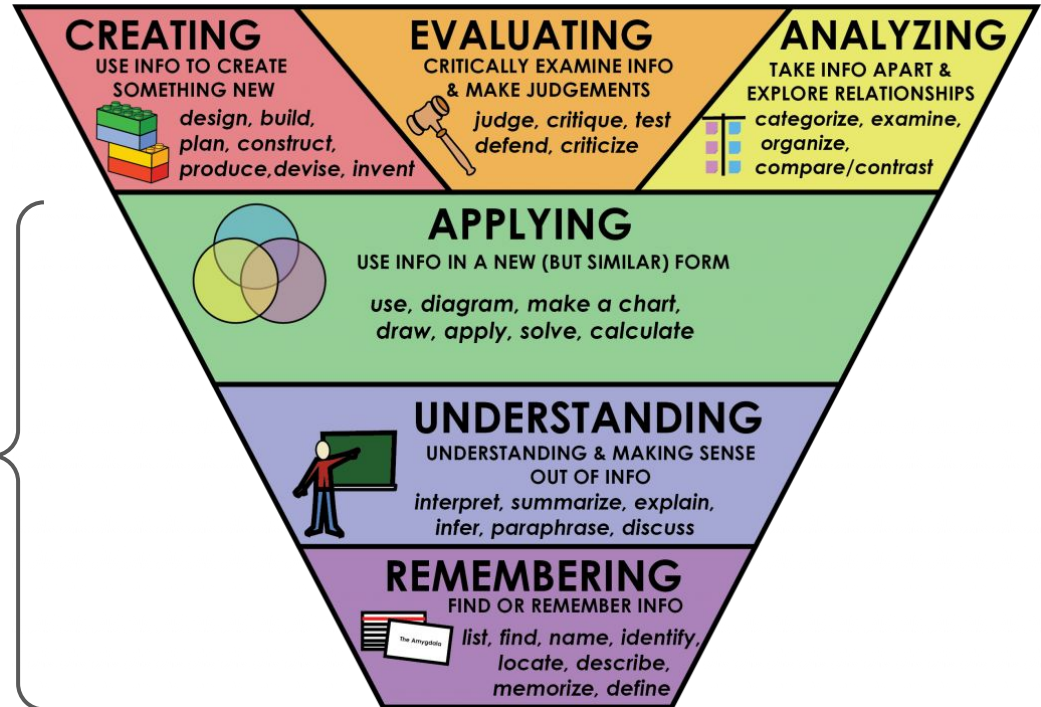 CREATING
USE INFO TO CREATE
SOMETHING NEW
design, build,
plan, construct,
produce,devise, invent
EVALUATING
CRITICALLY EXAMINE INFO
& MAKE JUDGEMENTS
judge, critique, test
defend, criticize
ANALYZING
TAKE INFO APART &
EXPLORE RELATIONSHIPS
categorize, examine,
organize,
compare/contrast
APPLYING
USE INFO IN A NEW (BUT SIMILAR) FORM
use, diagram, make a chart,
draw, apply, solve, calculate
UNDERSTANDING
UNDERSTANDING & MAKING SENSE
OUT OF INFO
interpret, summarize, explain,
infer, paraphrase, discuss
REMEMBERING
FIND OR REMEMBER INFO
The Amygdala
list, find, name, identify,
locate, describe,
memorize, define